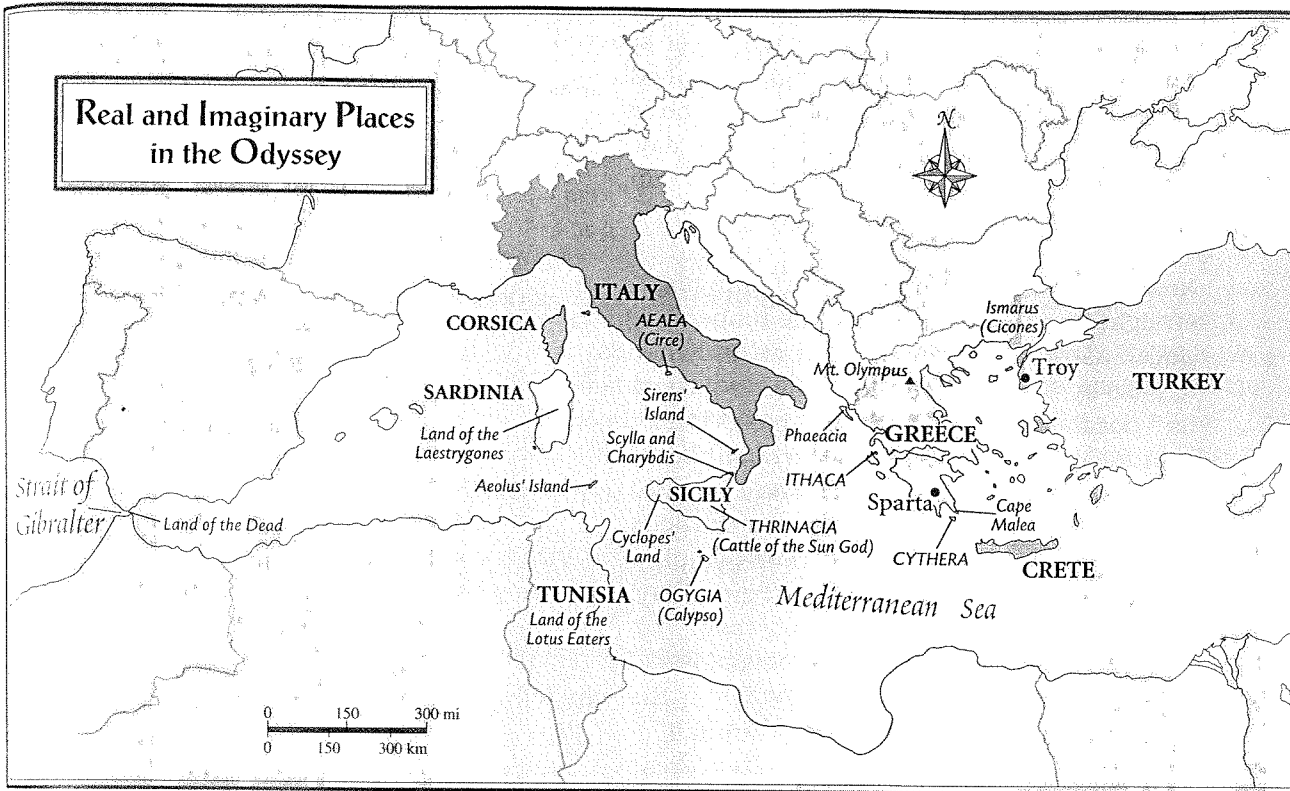 Real and Imaginary Places
in the Odyssey
N
ITALY
CORSICA
AEAEA
(Circe)
Ismarus
(Cicones)
Mt. Olympus
Troy
TURKEY
SARDINIA
Sirens'
Island
Land of the
Laestrygones
Scylla and
Charybdis
Phaeacia
GREECE
ITHACA
Aeolus' Island
SICILY
Sparta
Cape
Malea
Strait of
Gibralter
Land of the Dead
Cyclopes'
Land
THRINACIA
(Cattle of the Sun God)
CYTHERA
CRETE
TUNISIA
Land of the
Lotus Eaters
OGYGIA
(Calypso)
Mediterranean Sea
0 150 300 mi
0 150 300 km